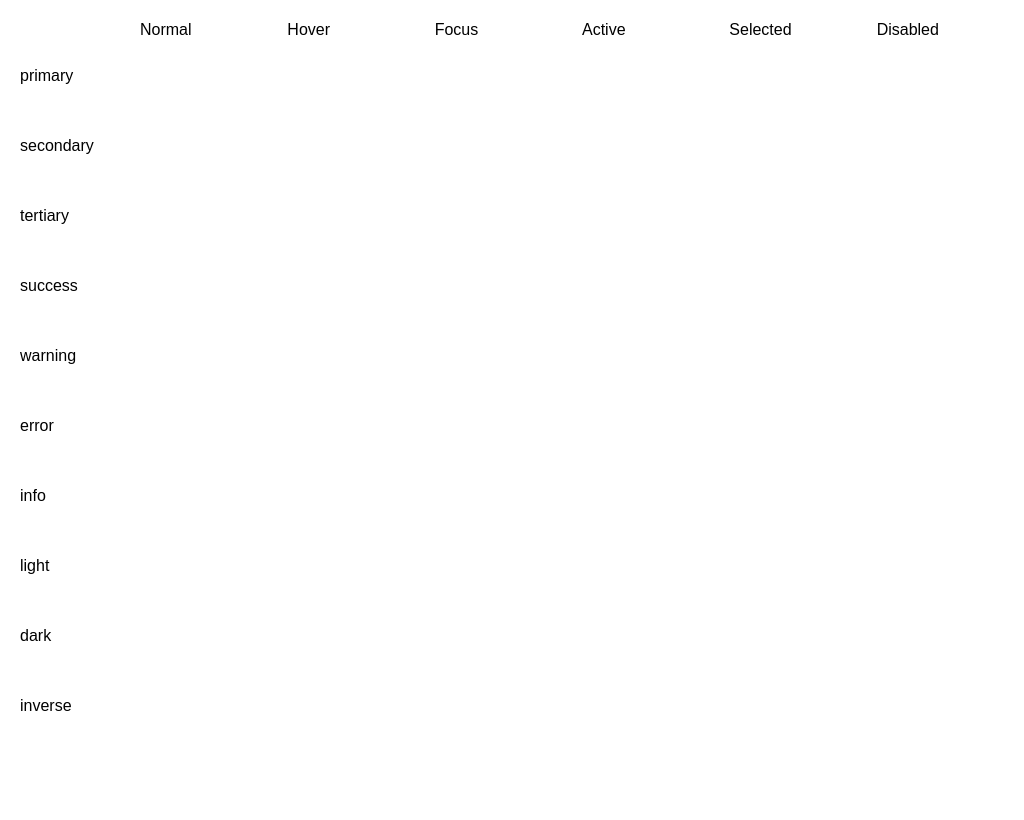 Normal Hover Focus Active Selected Disabled
primary
secondary
tertiary
success
warning
error
info
light
dark
inverse